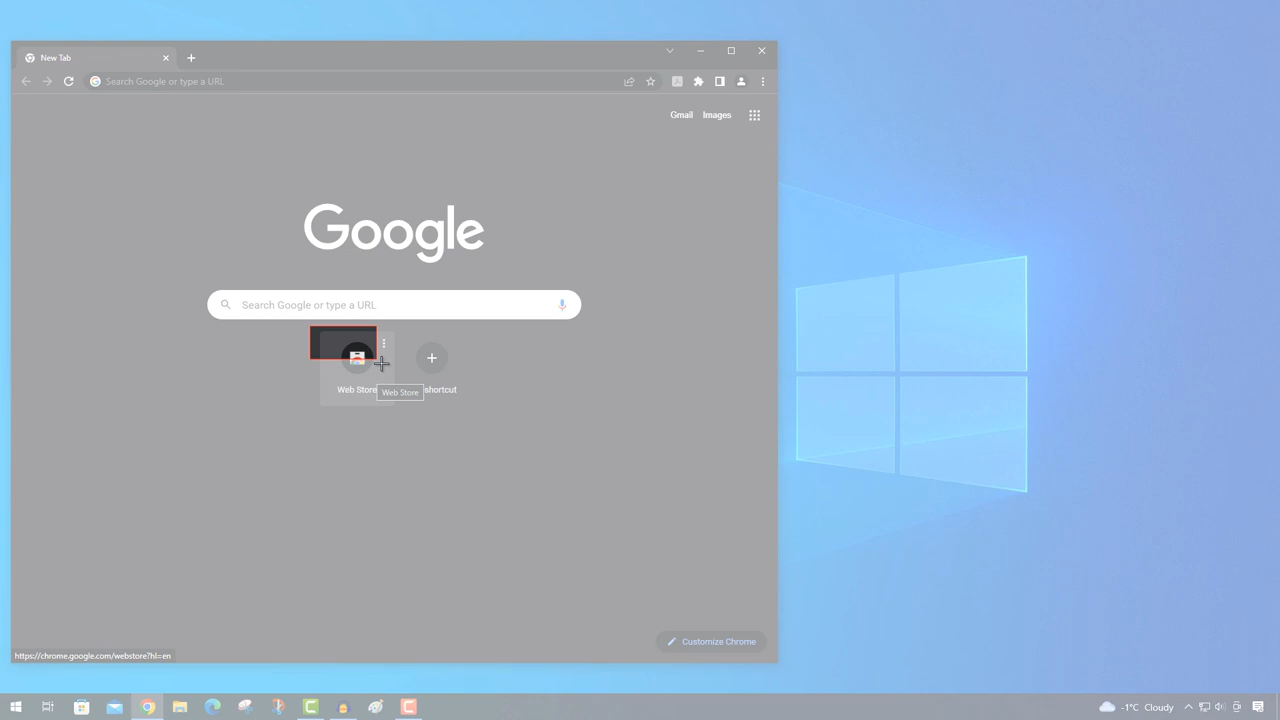 New Tab
Search Google or type a URL
Gmail Images
Google
Search Google or type a URL
Web Store shortcut
Web Store
Customize Chrome
https://chrome.google.com/webstore?hl=en
-1°C Cloudy